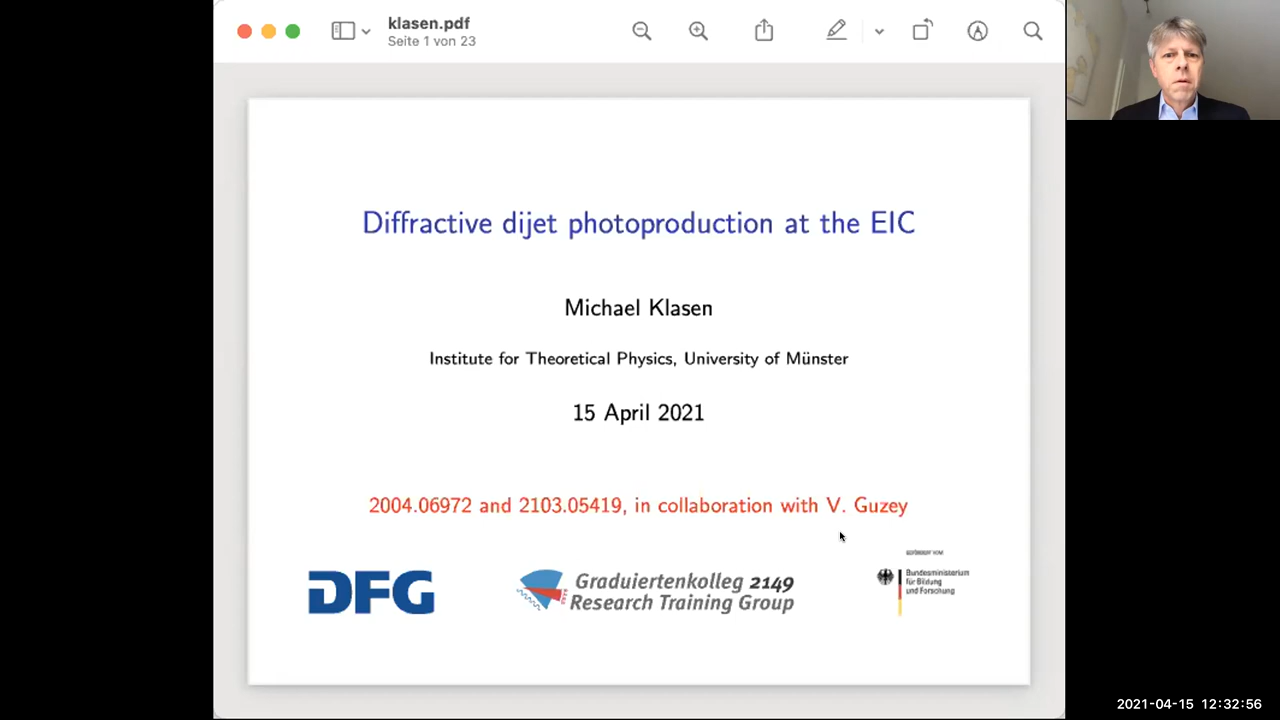 klasen.pdf
Seite 1 von 23
Diffractive dijet photoproduction at the EIC
Michael Klasen
Institute for Theoretical Physics, University of Münster
15 April 2021
2004.06972 and 2103.05419, in collaboration with V. Guzey
DFG
Graduiertenkolleg 2149
Research Training Group
GEFÖRDERT VOM
Bundesministerium
für Bildung
und Forschung
2021-04-15 12:32:56